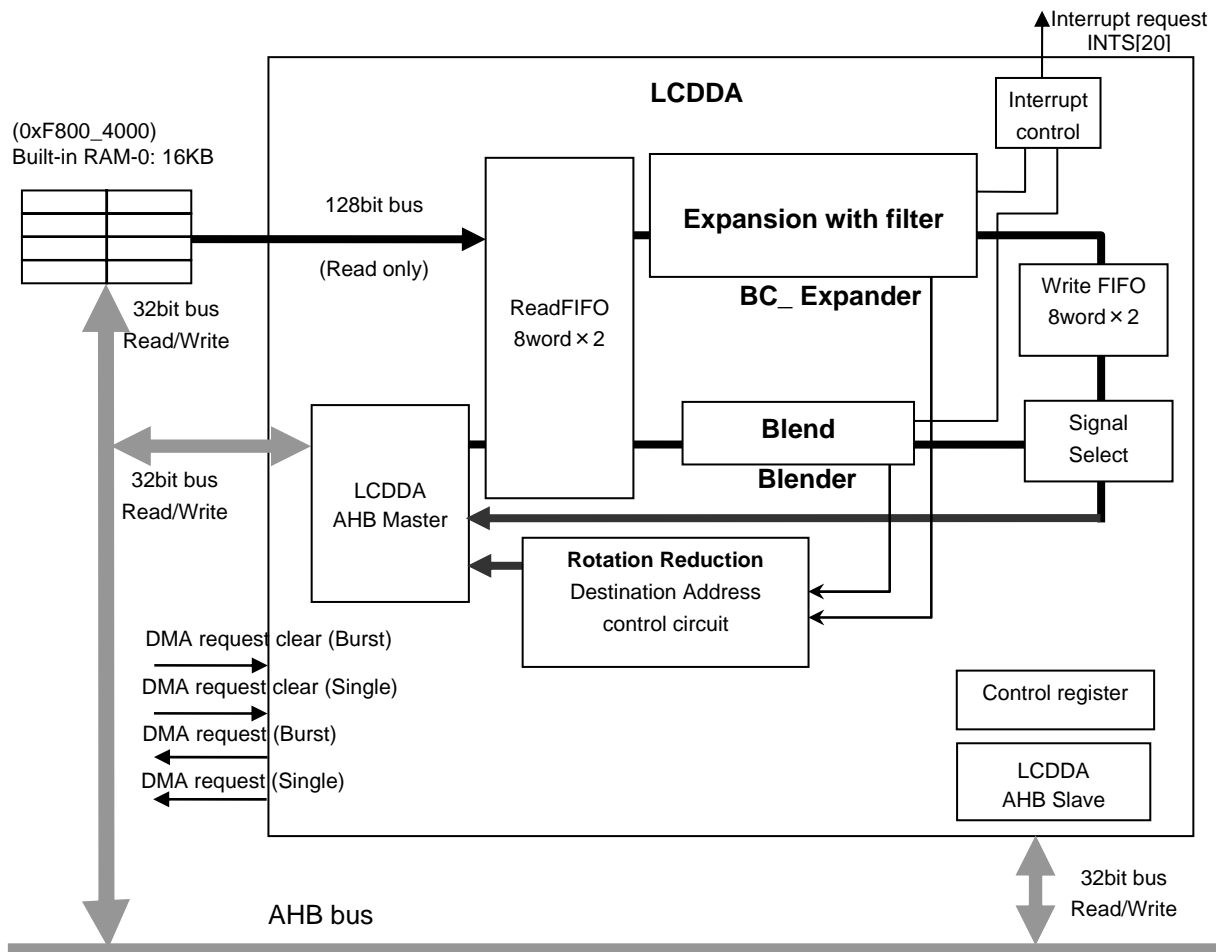 Interrupt request
INTS[20]
LCDDA
Interrupt
control
(0xF800_4000)
Built-in RAM-0: 16KB
128bit bus
(Read only)
Expansion with filter
BC_ Expander
ReadFIFO
8word×2
Write FIFO
8word×2
32bit bus
Read/Write
Blend
Blender
Signal
Select
32bit bus
Read/Write
LCDDA
AHB Master
Rotation Reduction
Destination Address
control circuit
DMA request clear (Burst)
DMA request clear (Single)
DMA request (Burst)
DMA request (Single)
Control register
LCDDA
AHB Slave
32bit bus
Read/Write
AHB bus